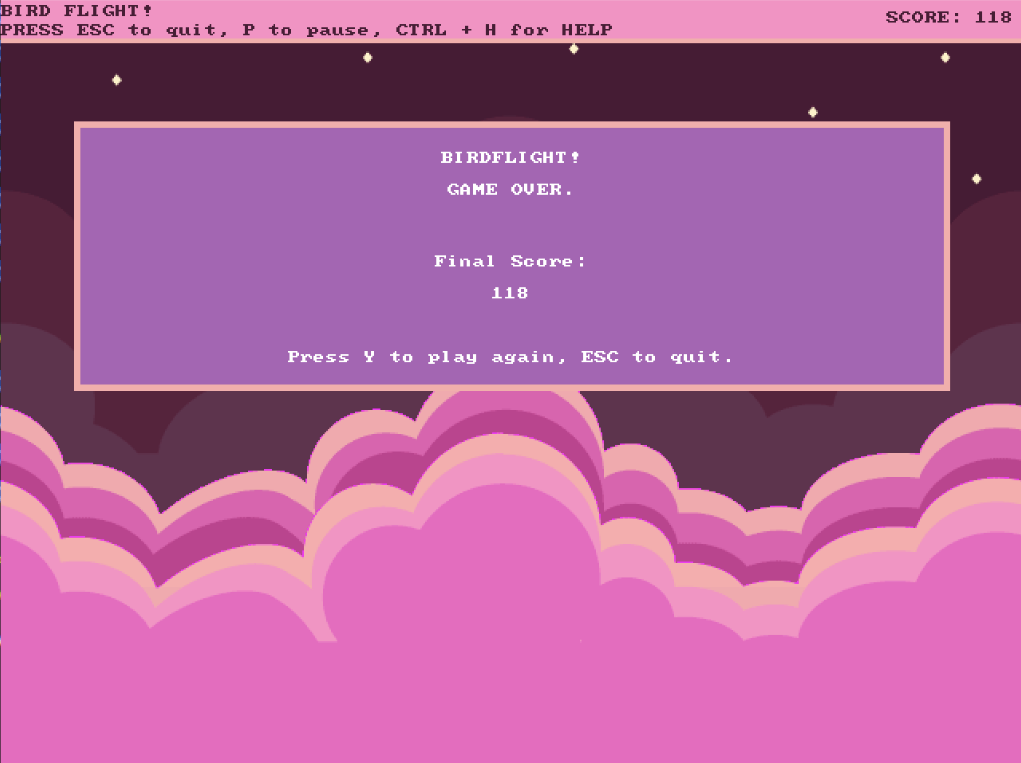 BIRD FLIGHT!
PRESS ESC to quit, P to pause, CTRL + H for HELP
SCORE: 118
BIRDFLIGHT!
GAME OVER.
Final Score:
118
Press Y to play again, ESC to quit.